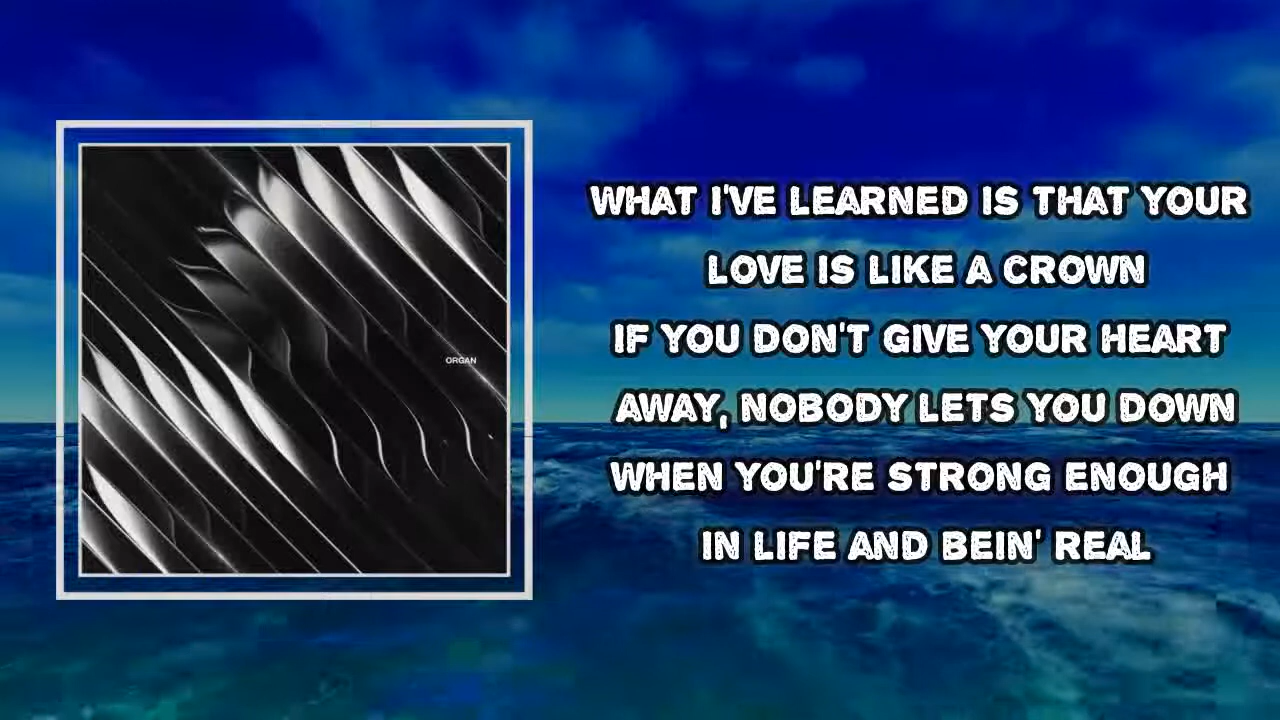 ORGAN
WHAT I'VE LEARNED IS THAT YOUR
LOVE IS LIKE A CROWN
IF YOU DON'T GIVE YOUR HEART
AWAY, NOBODY LETS YOU DOWN
WHEN YOU'RE STRONG ENOUGH
IN LIFE AND BEIN' REAL